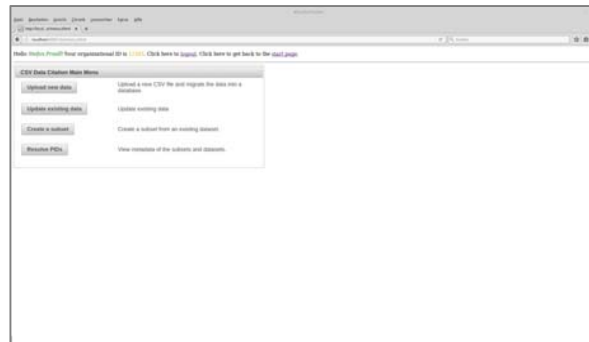 Hello Stefan Proell! Your organizational ID is Click here to logout. Click here to get back to the start page.
CSV Data Citation Main Menu
Upload new data
Upload a new CSV file and migrate the data into a
database.
Update existing data
Update existing data
Create a subset
Create a subset from an existing dataset.
Resolve PIDs
View metadata of the subsets and datasets.